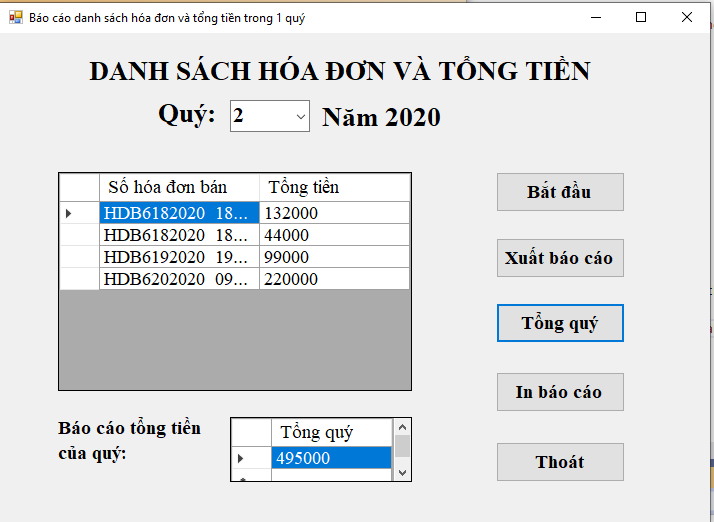 Báo cáo danh sách hóa đơn và tổng tiền trong 1 quý
DANH SÁCH HÓA ĐƠN VÀ TỔNG TIỀN
Quý: 2 Năm 2020
Số hóa đơn bán Tổng tiền
HDB6182020 18... 132000
HDB6182020 18... 44000
HDB6192020 19... 99000
HDB6202020 09... 220000
Bắt đầu
Xuất báo cáo
Tổng quý
In báo cáo
Thoát
Báo cáo tổng tiền
của quý:
Tổng quý
495000